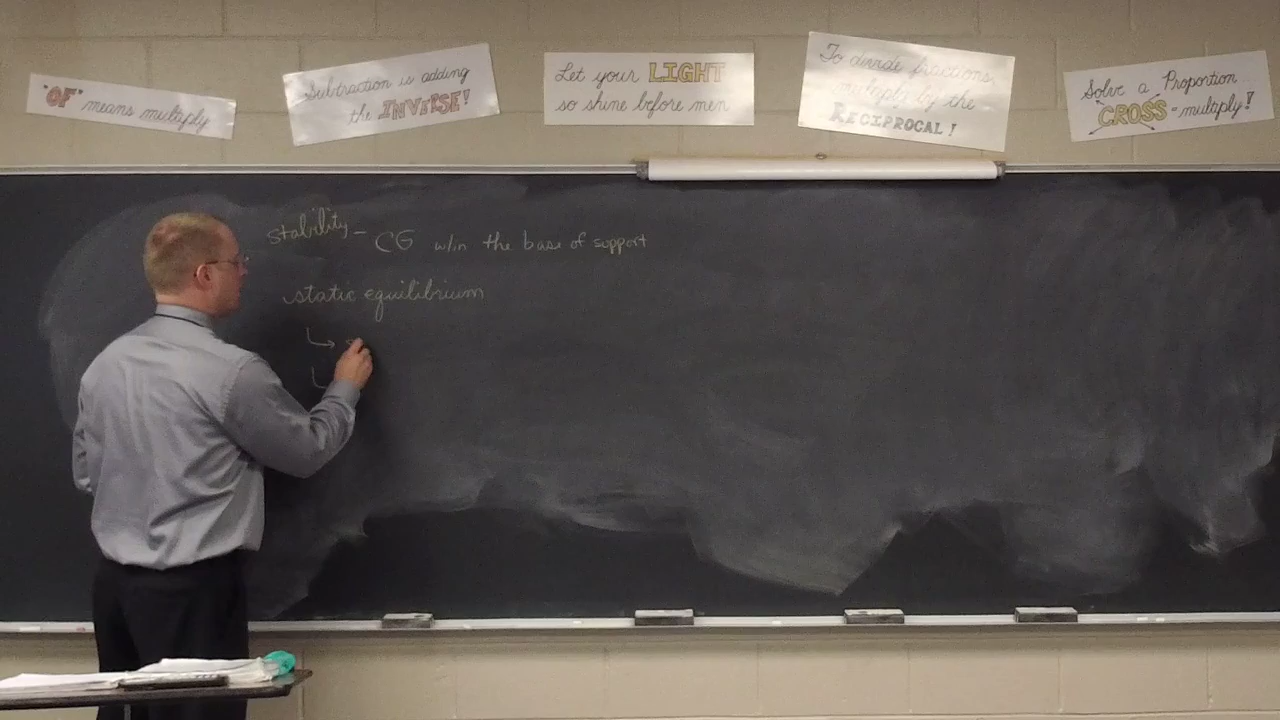 "OF" means multiply
Subtraction is adding
the INVERSE!
Let your LIGHT
so shine before men
To divide fractions,
multiply by the
RECIPROCAL!
Solve a Proportion...
CROSS-multiply!
stability - CG w/in the base of support
static equilibrium